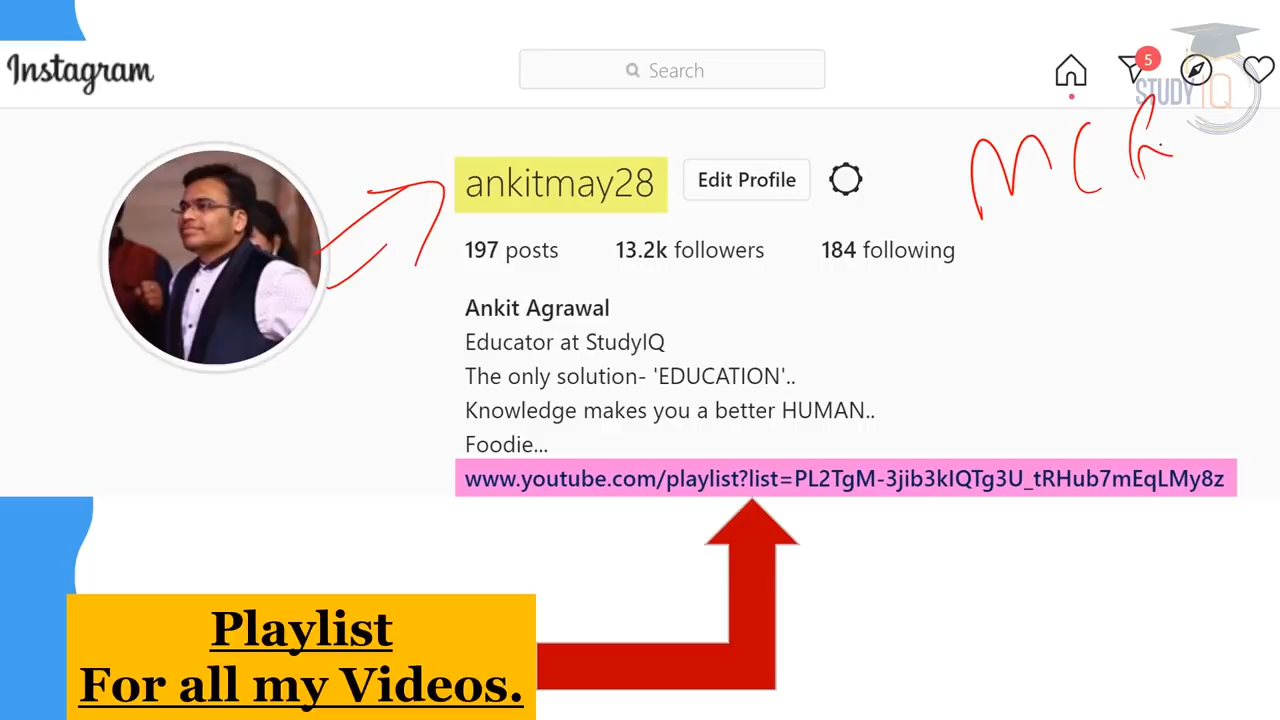 Instagram
Search
5
STUDY IQ
ankitmay28
Edit Profile
197 posts 13.2k followers 184 following
Ankit Agrawal
Educator at StudyIQ
The only solution- 'EDUCATION'..
Knowledge makes you a better HUMAN..
Foodie...
www.youtube.com/playlist?list=PL2TgM-3jib3kIQTg3U_tRHub7mEqLMy8z
Playlist
For all my Videos.